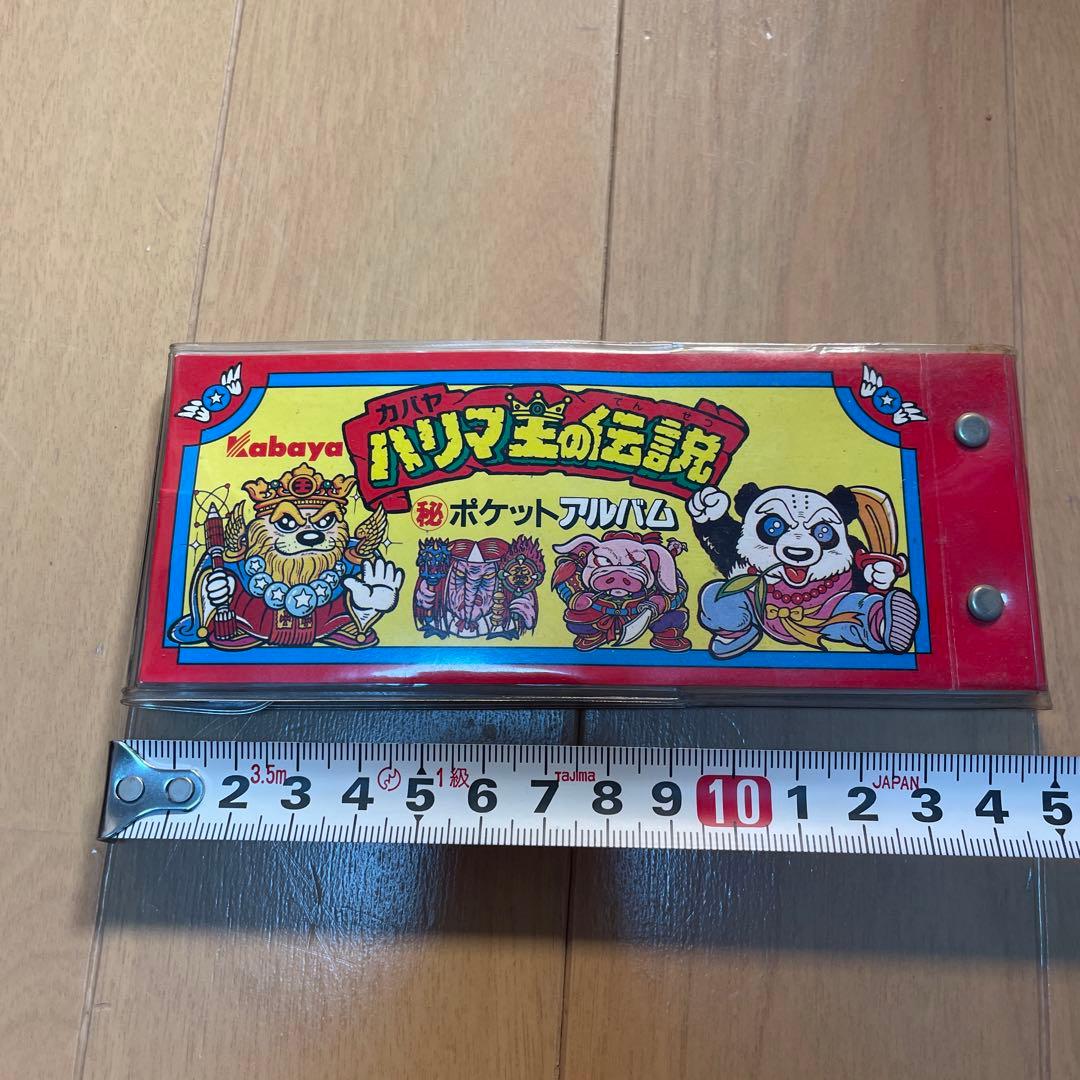 カバヤ
てんせつ
Kabaya
ハリマ王の伝説
㊙ポケットアルバム
3.5m 1級 Tajima JAPAN
2 3 4 5 6 7 8 9 10 1 2 3 4 5